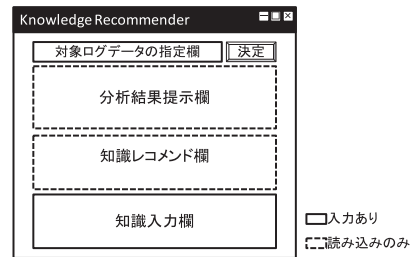 Knowledge Recommender
対象ログデータの指定欄 決定
分析結果提示欄
知識レコメンド欄
知識入力欄
入力あり
読み込みのみ